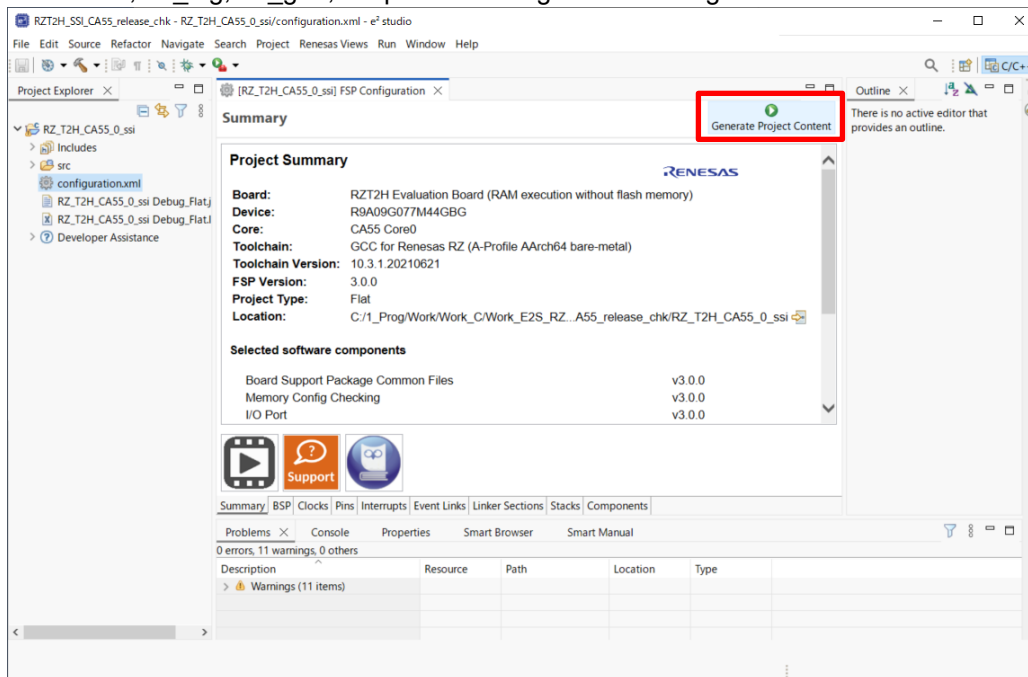 RZT2H_SSI_CA55_release_chk - RZ_T2H_CA55_0_ssi/configuration.xml - e² studio
File Edit Source Refactor Navigate Search Project Renesas Views Run Window Help
C/C+
Project Explorer
RZ_T2H_CA55_0_ssi
Includes
src
configuration.xml
RZ_T2H_CA55_0_ssi Debug_Flat.j
RZ_T2H_CA55_0_ssi Debug_Flat.l
Developer Assistance
[RZ_T2H_CA55_0_ssi] FSP Configuration
Summary
Generate Project Content
Project Summary
RENESAS
Board: RZT2H Evaluation Board (RAM execution without flash memory)
Device: R9A09G077M44GBG
Core: CA55 Core0
Toolchain: GCC for Renesas RZ (A-Profile AArch64 bare-metal)
Toolchain Version: 10.3.1.20210621
FSP Version: 3.0.0
Project Type: Flat
Location: C:/1_Prog/Work/Work_C/Work_E2S_RZ...A55_release_chk/RZ_T2H_CA55_0_ssi
Selected software components
Board Support Package Common Files v3.0.0
Memory Config Checking v3.0.0
I/O Port v3.0.0
Support
Summary BSP Clocks Pins Interrupts Event Links Linker Sections Stacks Components
Outline
There is no active editor that
provides an outline.
Problems Console Properties Smart Browser Smart Manual
0 errors, 11 warnings, 0 others
Description Resource Path Location Type
Warnings (11 items)